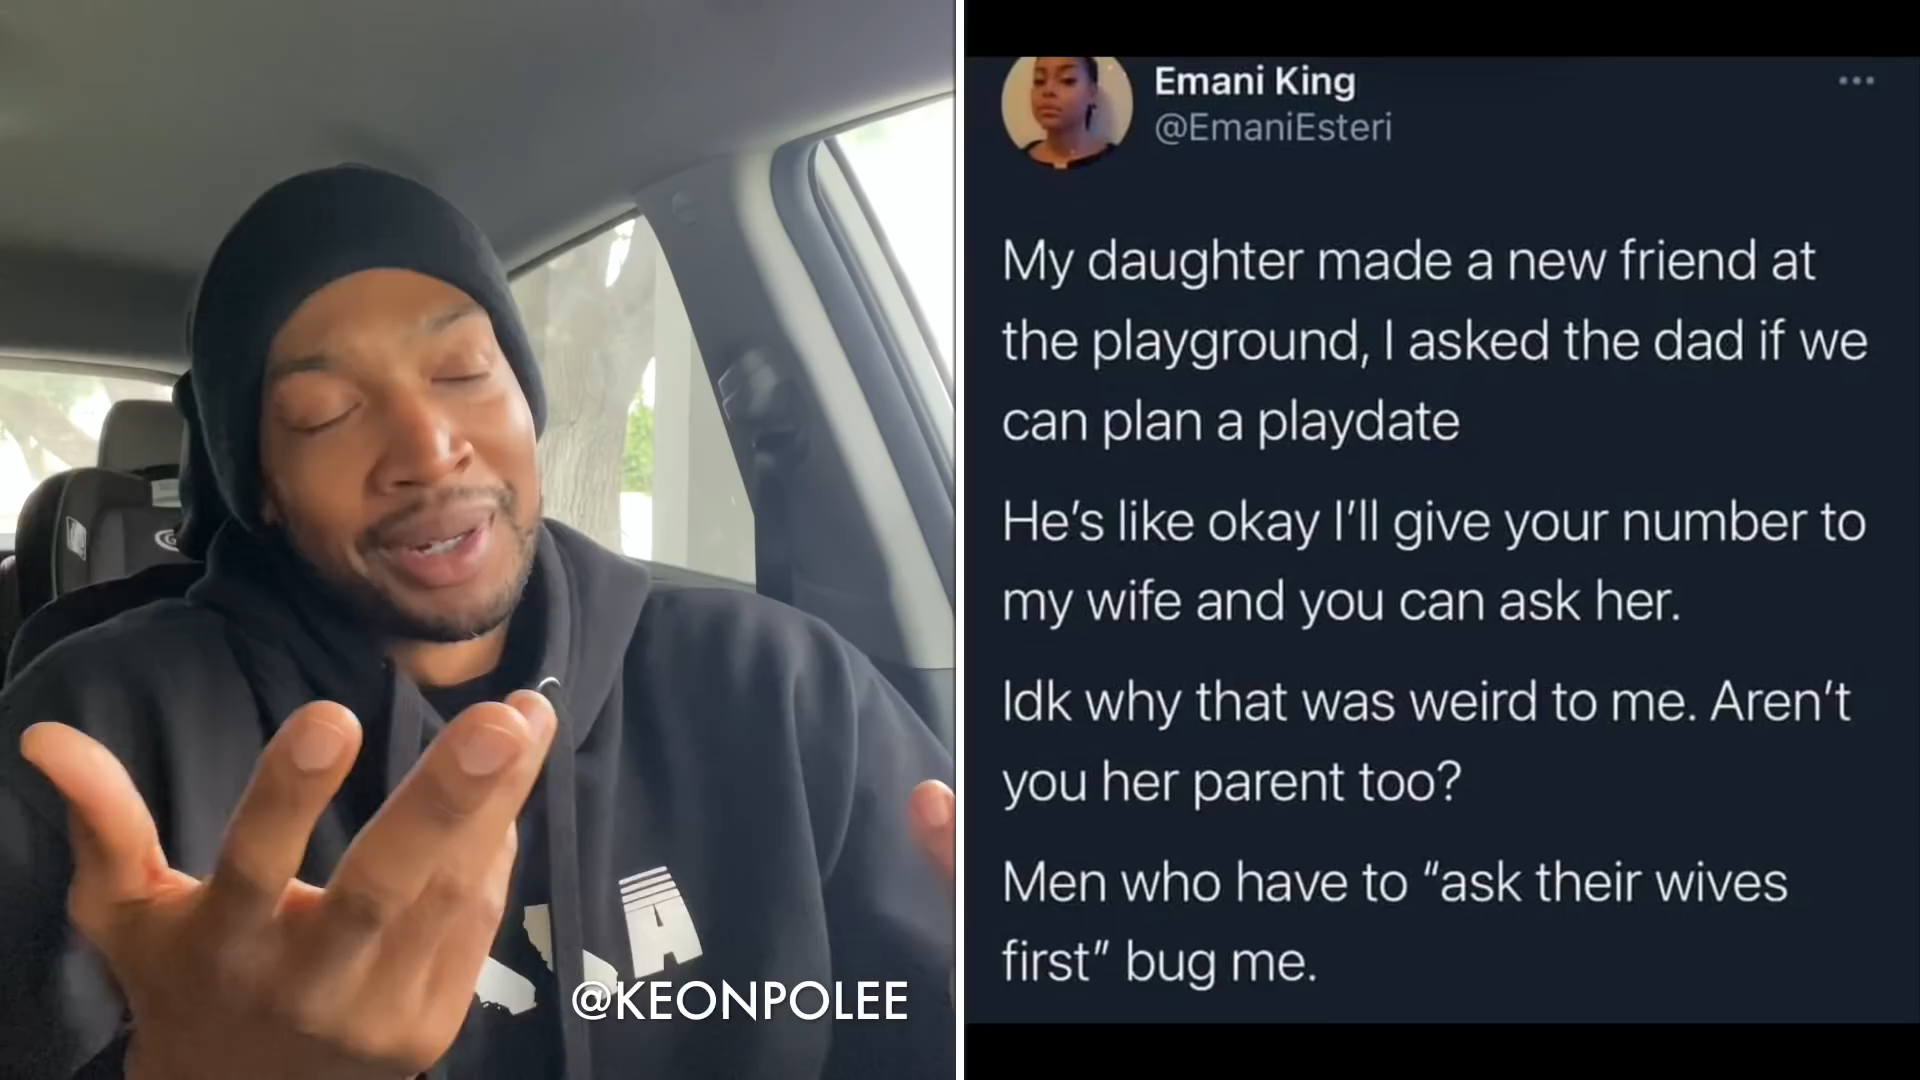 Emani King
@EmaniEsteri
My daughter made a new friend at
the playground, I asked the dad if we
can plan a playdate
He's like okay I'll give your number to
my wife and you can ask her.
Idk why that was weird to me. Aren't
you her parent too?
Men who have to "ask their wives
first" bug me.
@KEONPOLEE